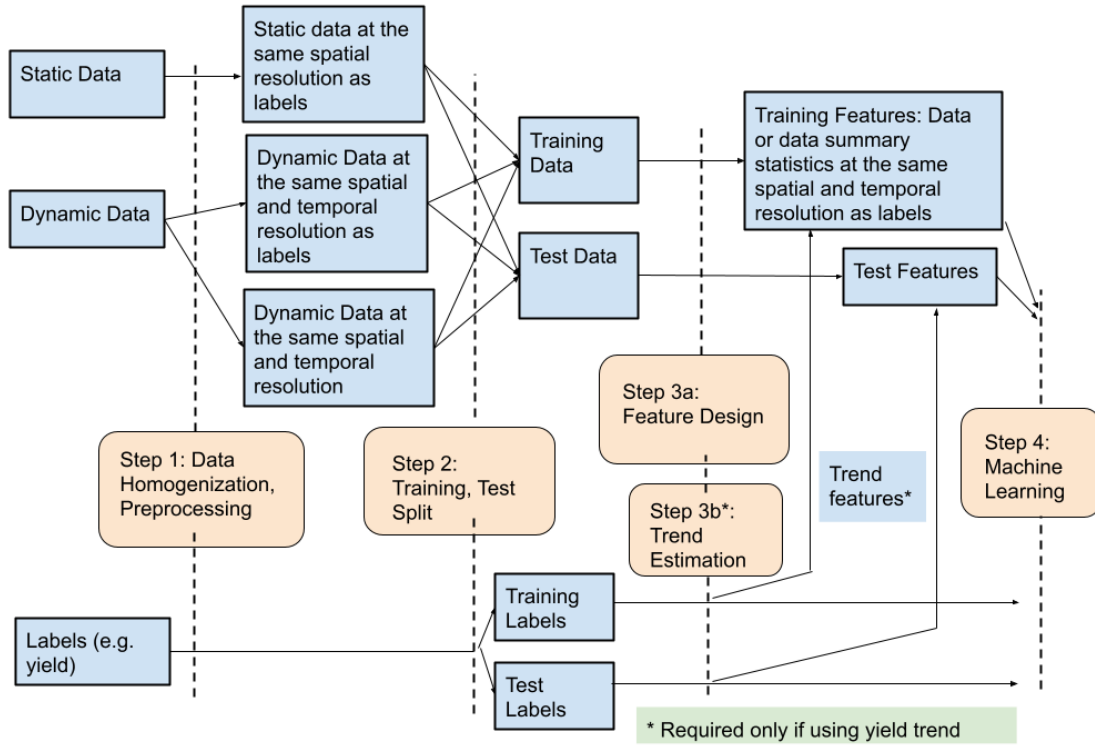 Static Data
Static data at the
same spatial
resolution as
labels
Dynamic Data
Dynamic Data at
the same spatial
and temporal
resolution as
labels
Dynamic Data at
the same spatial
and temporal
resolution
Training
Data
Test Data
Training Features: Data
or data summary
statistics at the same
spatial and temporal
resolution as labels
Test Features
Step 1: Data
Homogenization,
Preprocessing
Step 2:
Training, Test
Split
Step 3a:
Feature Design
Step 3b*:
Trend
Estimation
Trend
features*
Step 4:
Machine
Learning
Labels (e.g.
yield)
Training
Labels
Test
Labels
* Required only if using yield trend